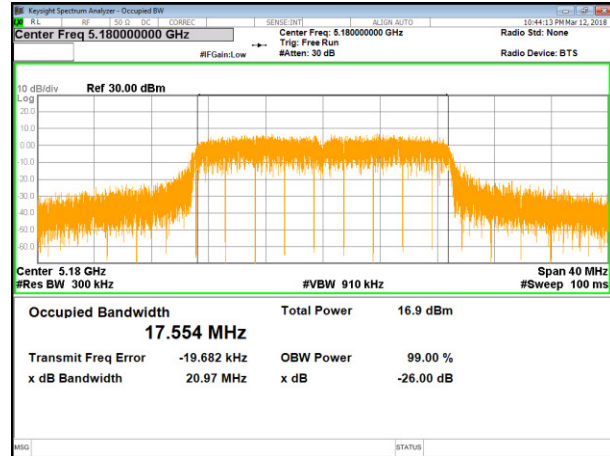 Keysight Spectrum Analyzer - Occupied BW
RL RF 50 Ω DC CORREC SENSE:INT ALIGN AUTO 10:44:13 PM Mar 12, 2018
Center Freq 5.180000000 GHz Center Freq: 5.180000000 GHz Radio Std: None
Trig: Free Run
#IFGain:Low #Atten: 30 dB Radio Device: BTS
10 dB/div Ref 30.00 dBm
Log
20.0
10.0
0.00
-10.0
-20.0
-30.0
-40.0
-50.0
-60.0
Center 5.18 GHz Span 40 MHz
#Res BW 300 kHz #VBW 910 kHz #Sweep 100 ms
Occupied Bandwidth Total Power 16.9 dBm
17.554 MHz
Transmit Freq Error -19.682 kHz OBW Power 99.00 %
x dB Bandwidth 20.97 MHz x dB -26.00 dB
MSG STATUS